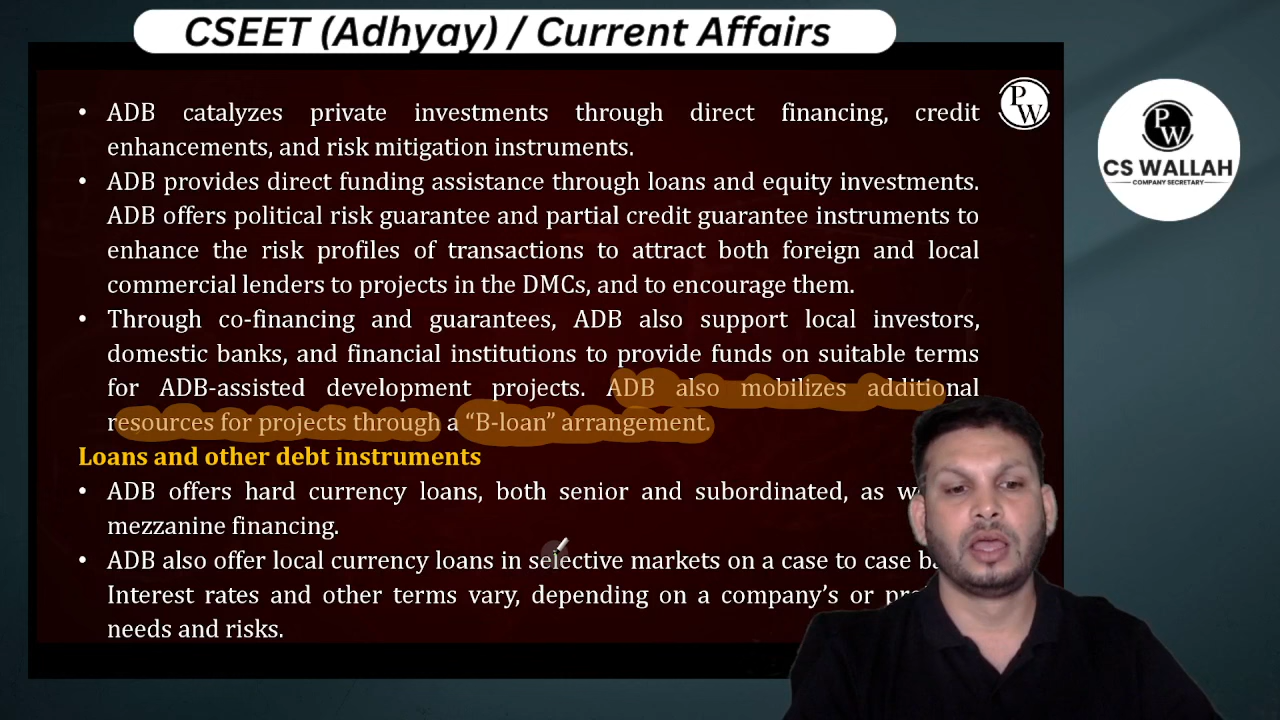 CSEET (Adhyay) / Current Affairs
• ADB catalyzes private investments through direct financing, credit
enhancements, and risk mitigation instruments.
• ADB provides direct funding assistance through loans and equity investments.
ADB offers political risk guarantee and partial credit guarantee instruments to
enhance the risk profiles of transactions to attract both foreign and local
commercial lenders to projects in the DMCs, and to encourage them.
• Through co-financing and guarantees, ADB also support local investors,
domestic banks, and financial institutions to provide funds on suitable terms
for ADB-assisted development projects. ADB also mobilizes additional
resources for projects through a “B-loan” arrangement.
Loans and other debt instruments
• ADB offers hard currency loans, both senior and subordinated, as
mezzanine financing.
• ADB also offer local currency loans in selective markets on a case to case
Interest rates and other terms vary, depending on a company’s or
needs and risks.
PW
PW
CS WALLAH
COMPANY SECRETARY